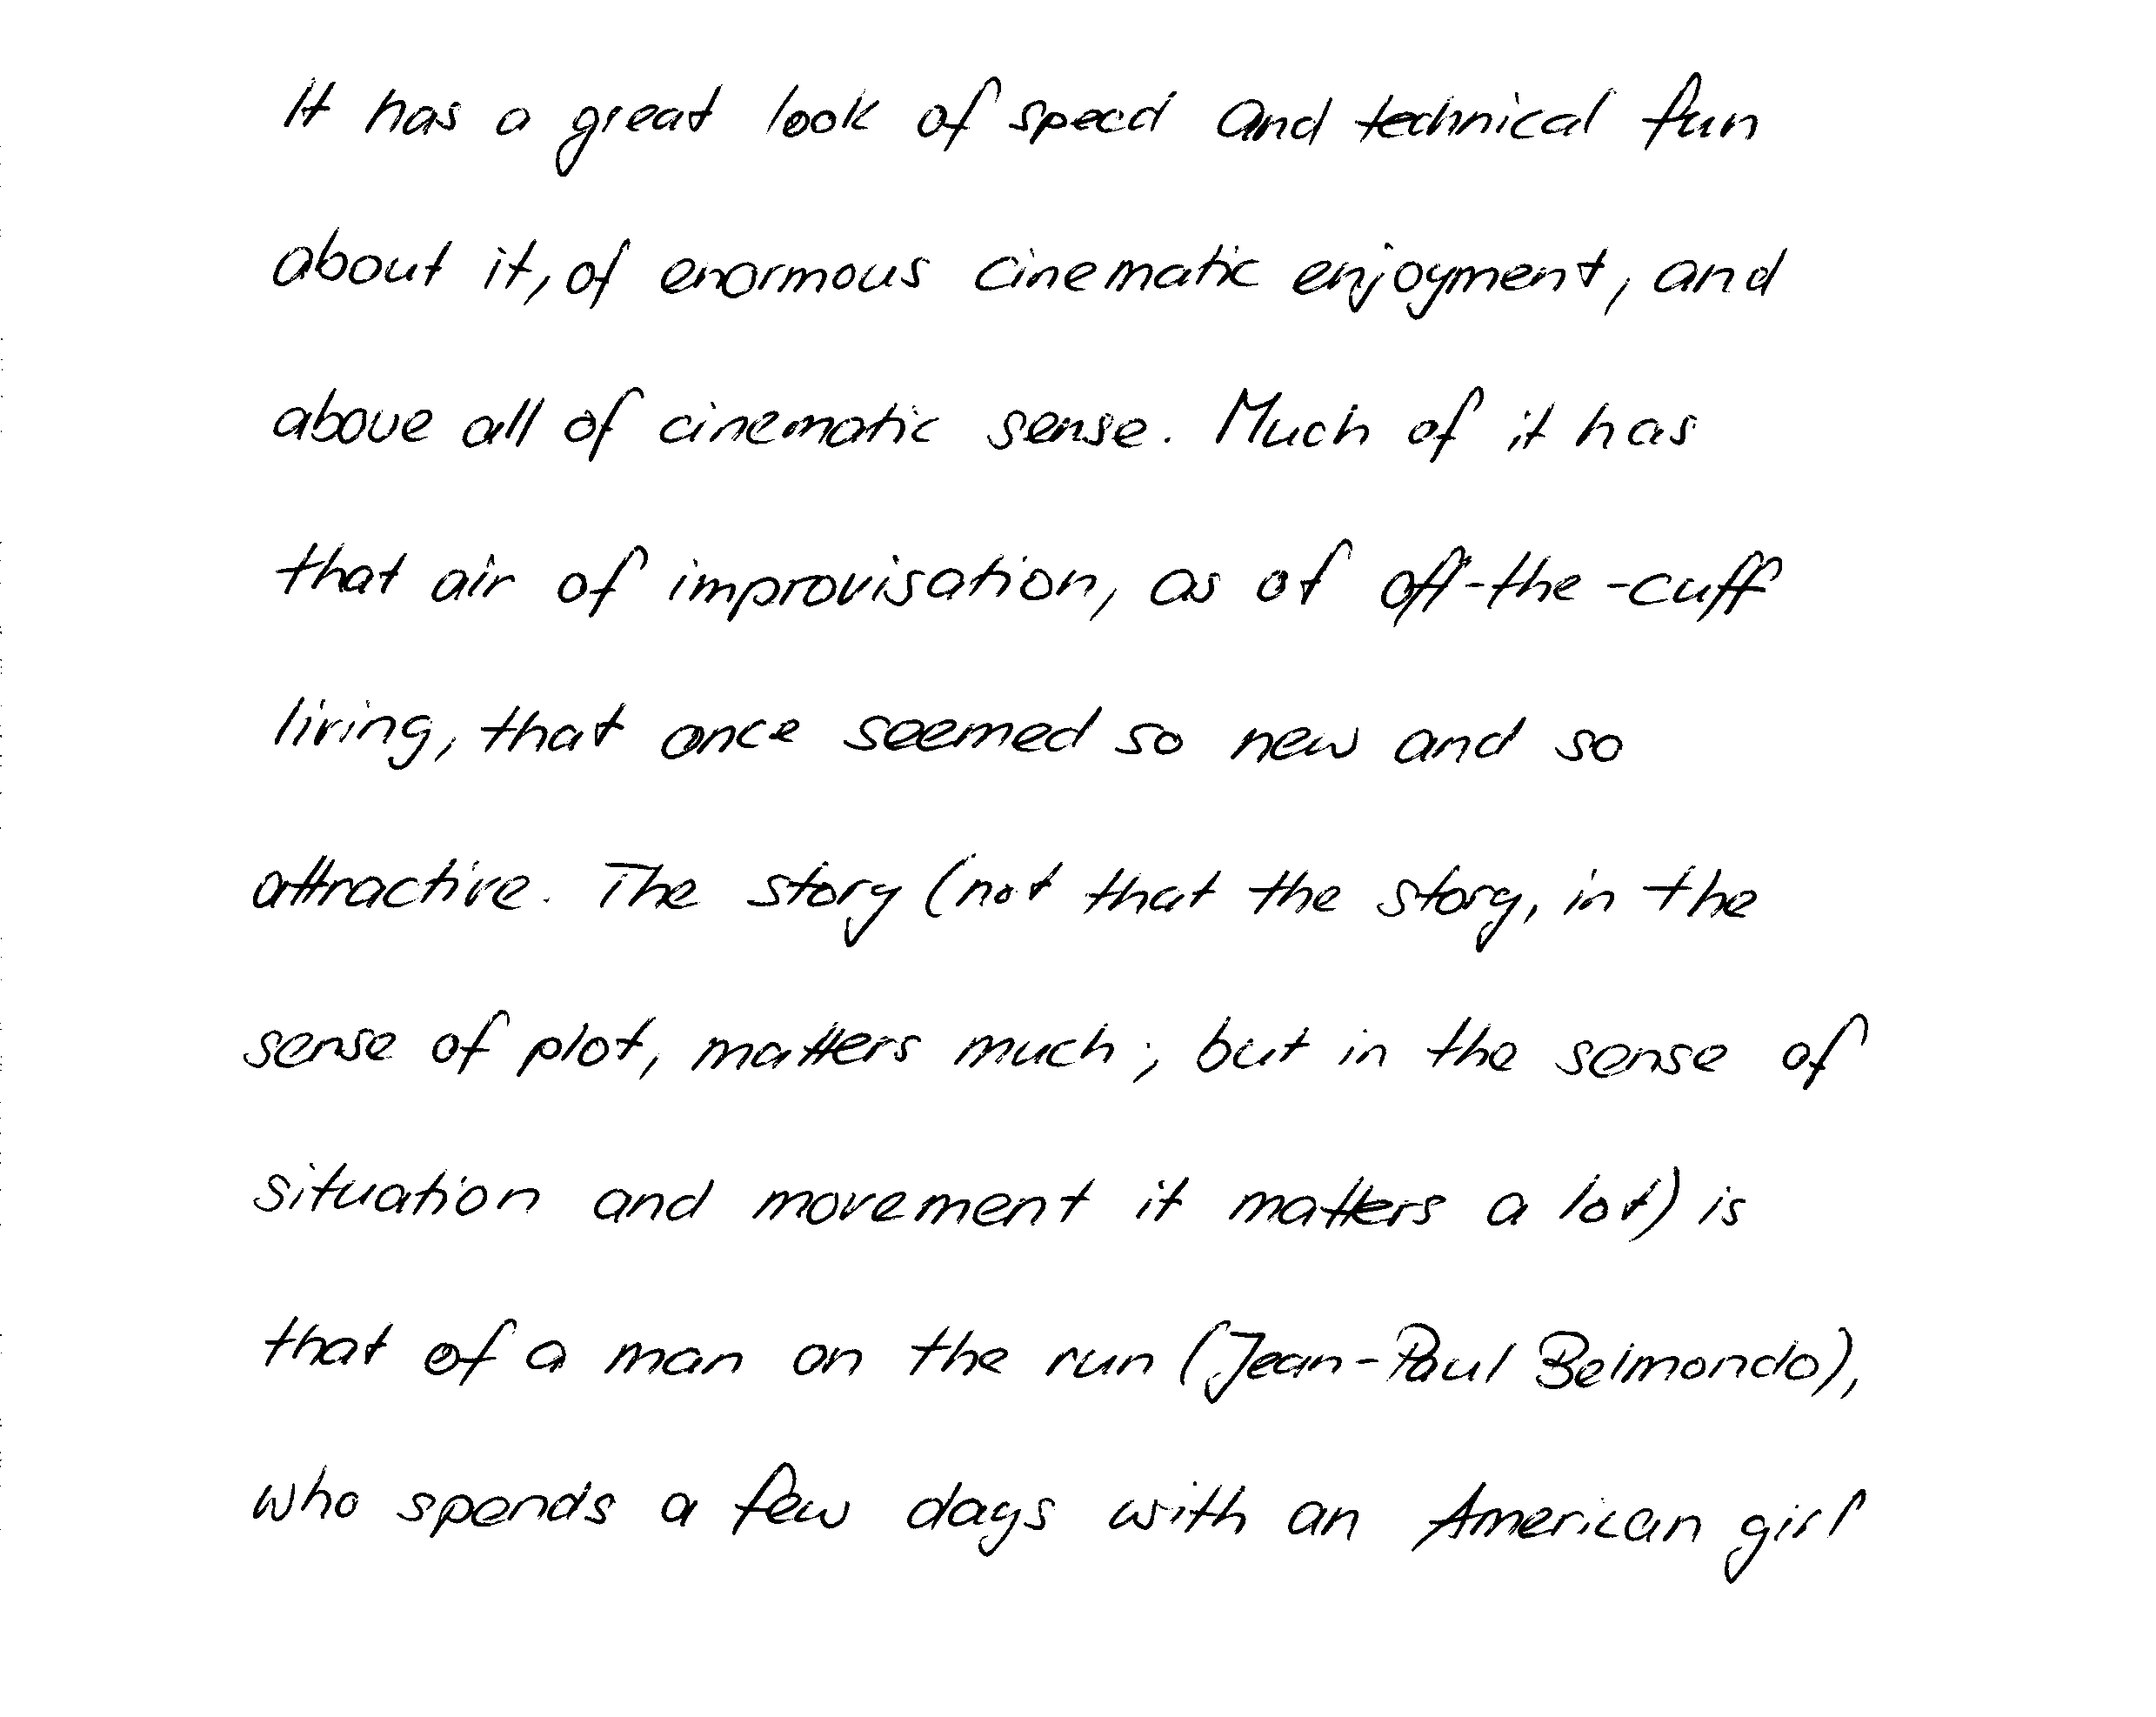 It has a great look of speed and technical fun
about it, of enormous cinematic enjoyment, and
above all of cinematic sense. Much of it has
that air of improvisation, as of off-the-cuff
living, that once seemed so new and so
attractive. The story (not that the story, in the
sense of plot, matters much; but in the sense of
situation and movement it matters a lot) is
that of a man on the run (Jean-Paul Belmondo),
who spends a few days with an American girl